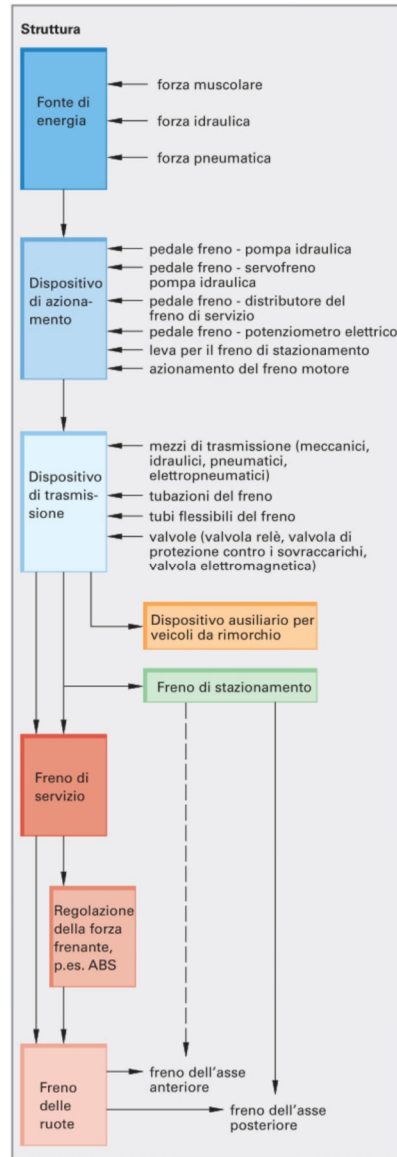 Struttura
Fonte di
energia
forza muscolare
forza idraulica
forza pneumatica
Dispositivo
di aziona-
mento
pedale freno - pompa idraulica
pedale freno - servofreno
pompa idraulica
pedale freno - distributore del
freno di servizio
pedale freno - potenziometro elettrico
leva per il freno di stazionamento
azionamento del freno motore
Dispositivo
di trasmis-
sione
mezzi di trasmissione (meccanici,
idraulici, pneumatici,
elettropneumatici)
tubazioni del freno
tubi flessibili del freno
valvole (valvola relè, valvola di
protezione contro i sovraccarichi,
valvola elettromagnetica)
Dispositivo ausiliario per
veicoli da rimorchio
Freno di stazionamento
Freno di
servizio
Regolazione
della forza
frenante,
p.es. ABS
Freno
delle
ruote
freno dell'asse
anteriore
freno dell'asse
posteriore